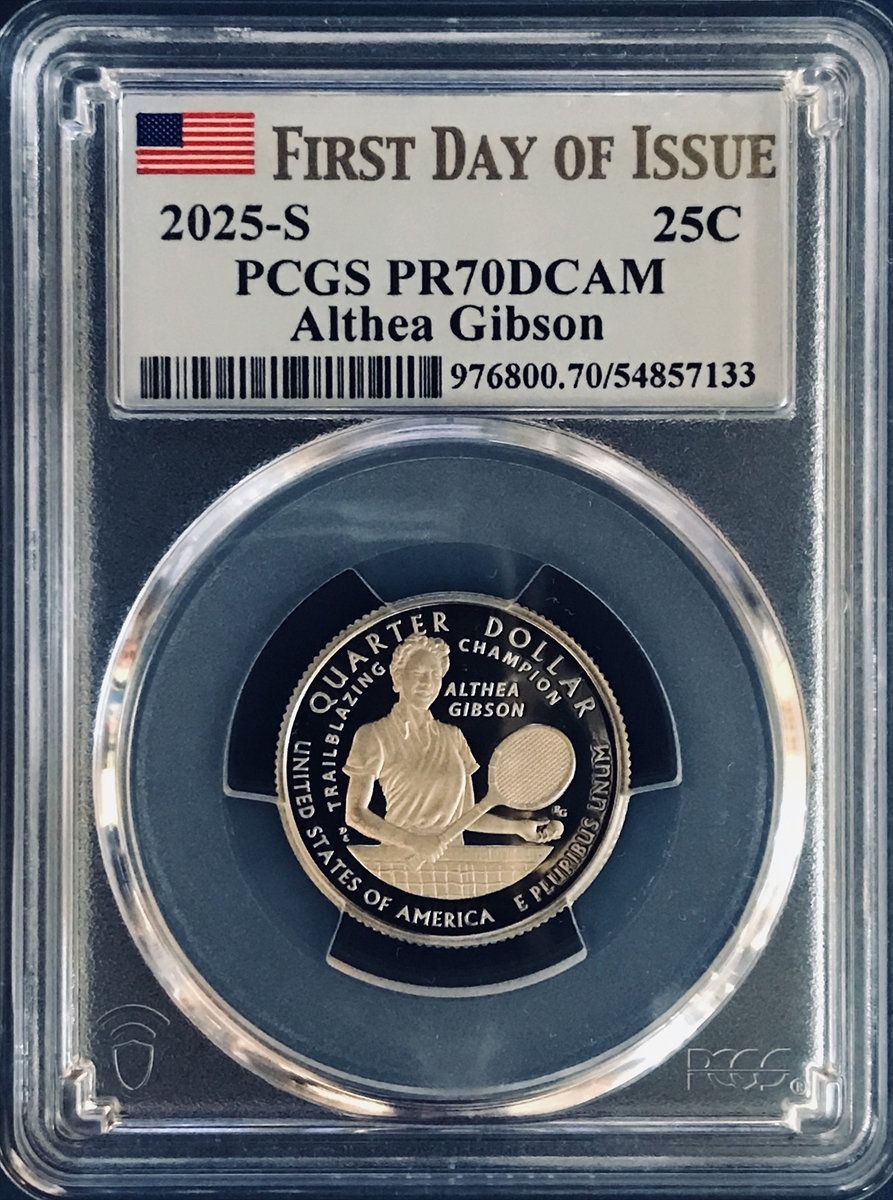 FIRST DAY OF ISSUE
2025-S 25C
PCGS PR70DCAM
Althea Gibson
976800.70/54857133
QUARTER DOLLAR
TRAILBLAZING CHAMPION
ALTHEA
GIBSON
UNITED STATES OF AMERICA
E PLURIBUS UNUM
PCGS